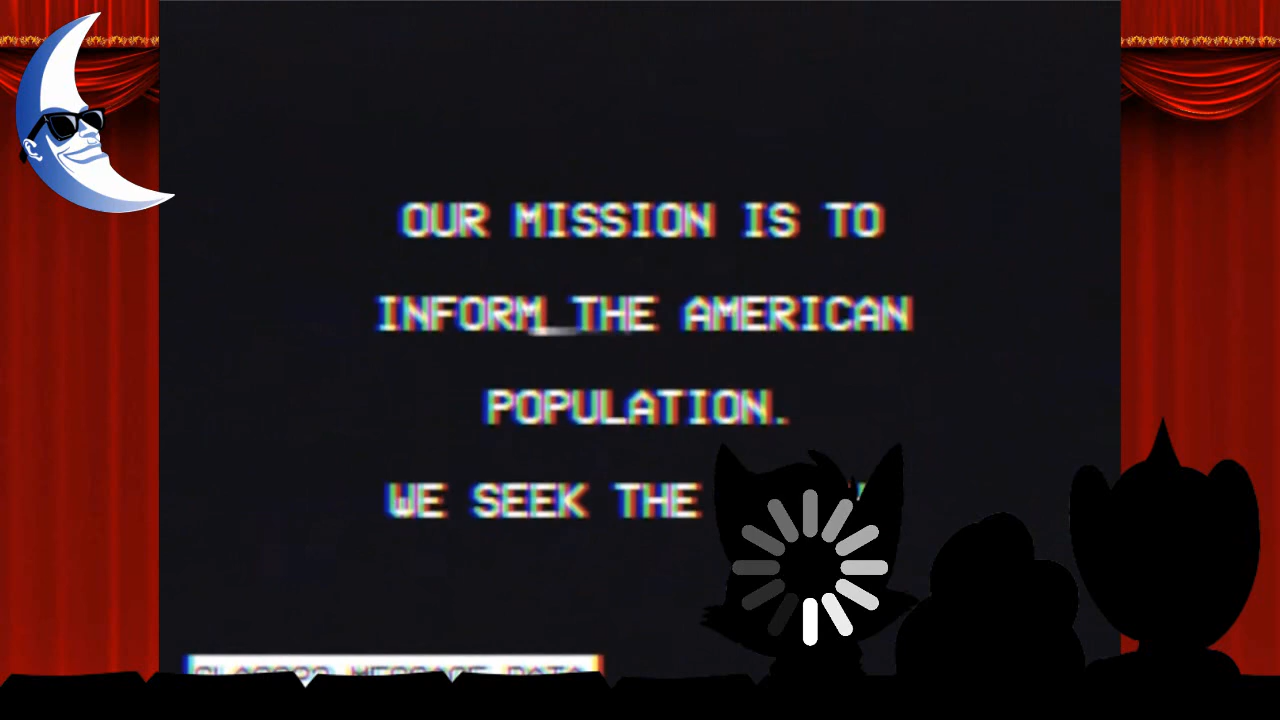 OUR MISSION IS TO
INFORM THE AMERICAN
POPULATION.
WE SEEK THE